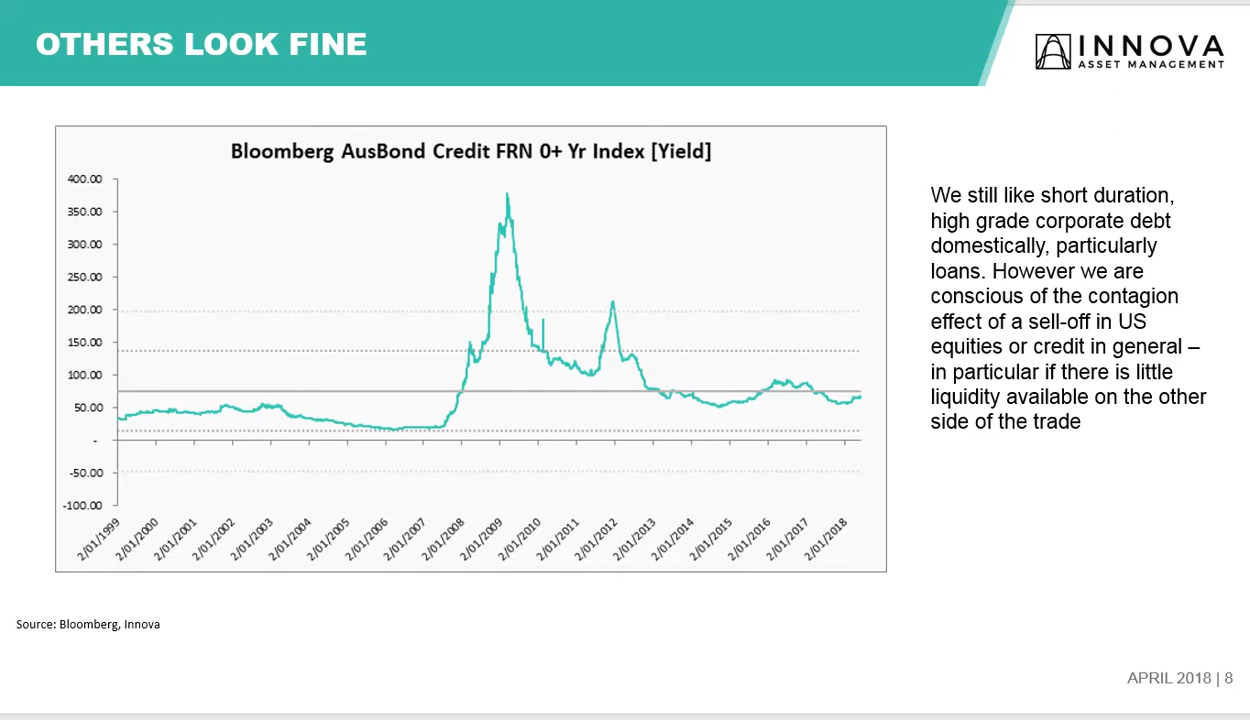 OTHERS LOOK FINE
INNOVA
ASSET MANAGEMENT
Bloomberg AusBond Credit FRN 0+ Yr Index [Yield]
400.00
350.00
300.00
250.00
200.00
150.00
100.00
50.00
-
-50.00
-100.00
2/01/1999
2/01/2000
2/01/2001
2/01/2002
2/01/2003
2/01/2004
2/01/2005
2/01/2006
2/01/2007
2/01/2008
2/01/2009
2/01/2010
2/01/2011
2/01/2012
2/01/2013
2/01/2014
2/01/2015
2/01/2016
2/01/2017
2/01/2018
We still like short duration,
high grade corporate debt
domestically, particularly
loans. However we are
conscious of the contagion
effect of a sell-off in US
equities or credit in general –
in particular if there is little
liquidity available on the other
side of the trade
Source: Bloomberg, Innova
APRIL 2018 | 8